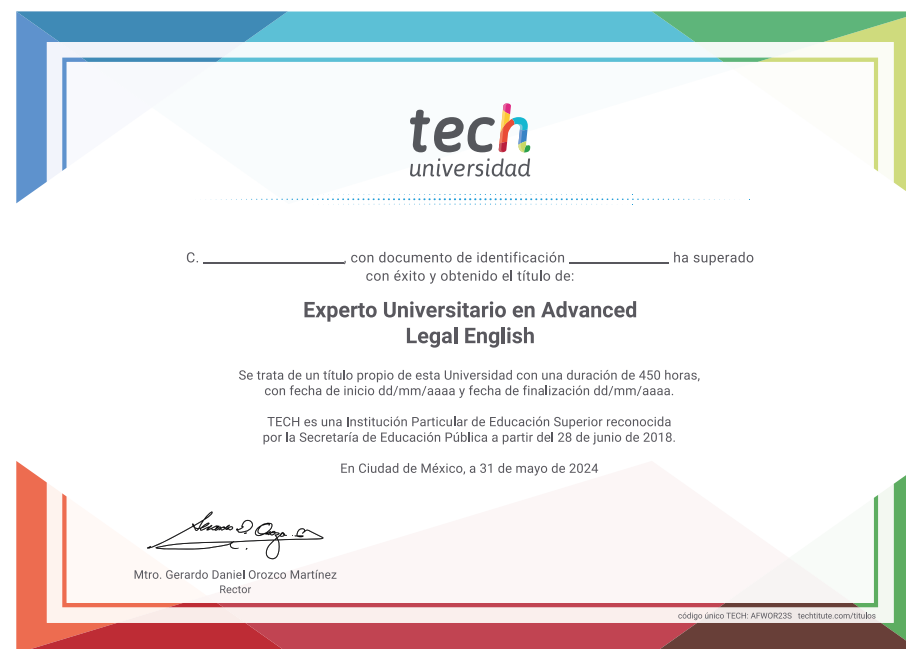 tech
universidad
C. ____________, con documento de identificación ____________ ha superado
con éxito y obtenido el título de:
Experto Universitario en Advanced
Legal English
Se trata de un título propio de esta Universidad con una duración de 450 horas,
con fecha de inicio dd/mm/aaaa y fecha de finalización dd/mm/aaaa.
TECH es una Institución Particular de Educación Superior reconocida
por la Secretaría de Educación Pública a partir del 28 de junio de 2018.
En Ciudad de México, a 31 de mayo de 2024
Mtro. Gerardo Daniel Orozco Martínez
Rector
código único TECH: AFWOR23S techtitute.com/titulos